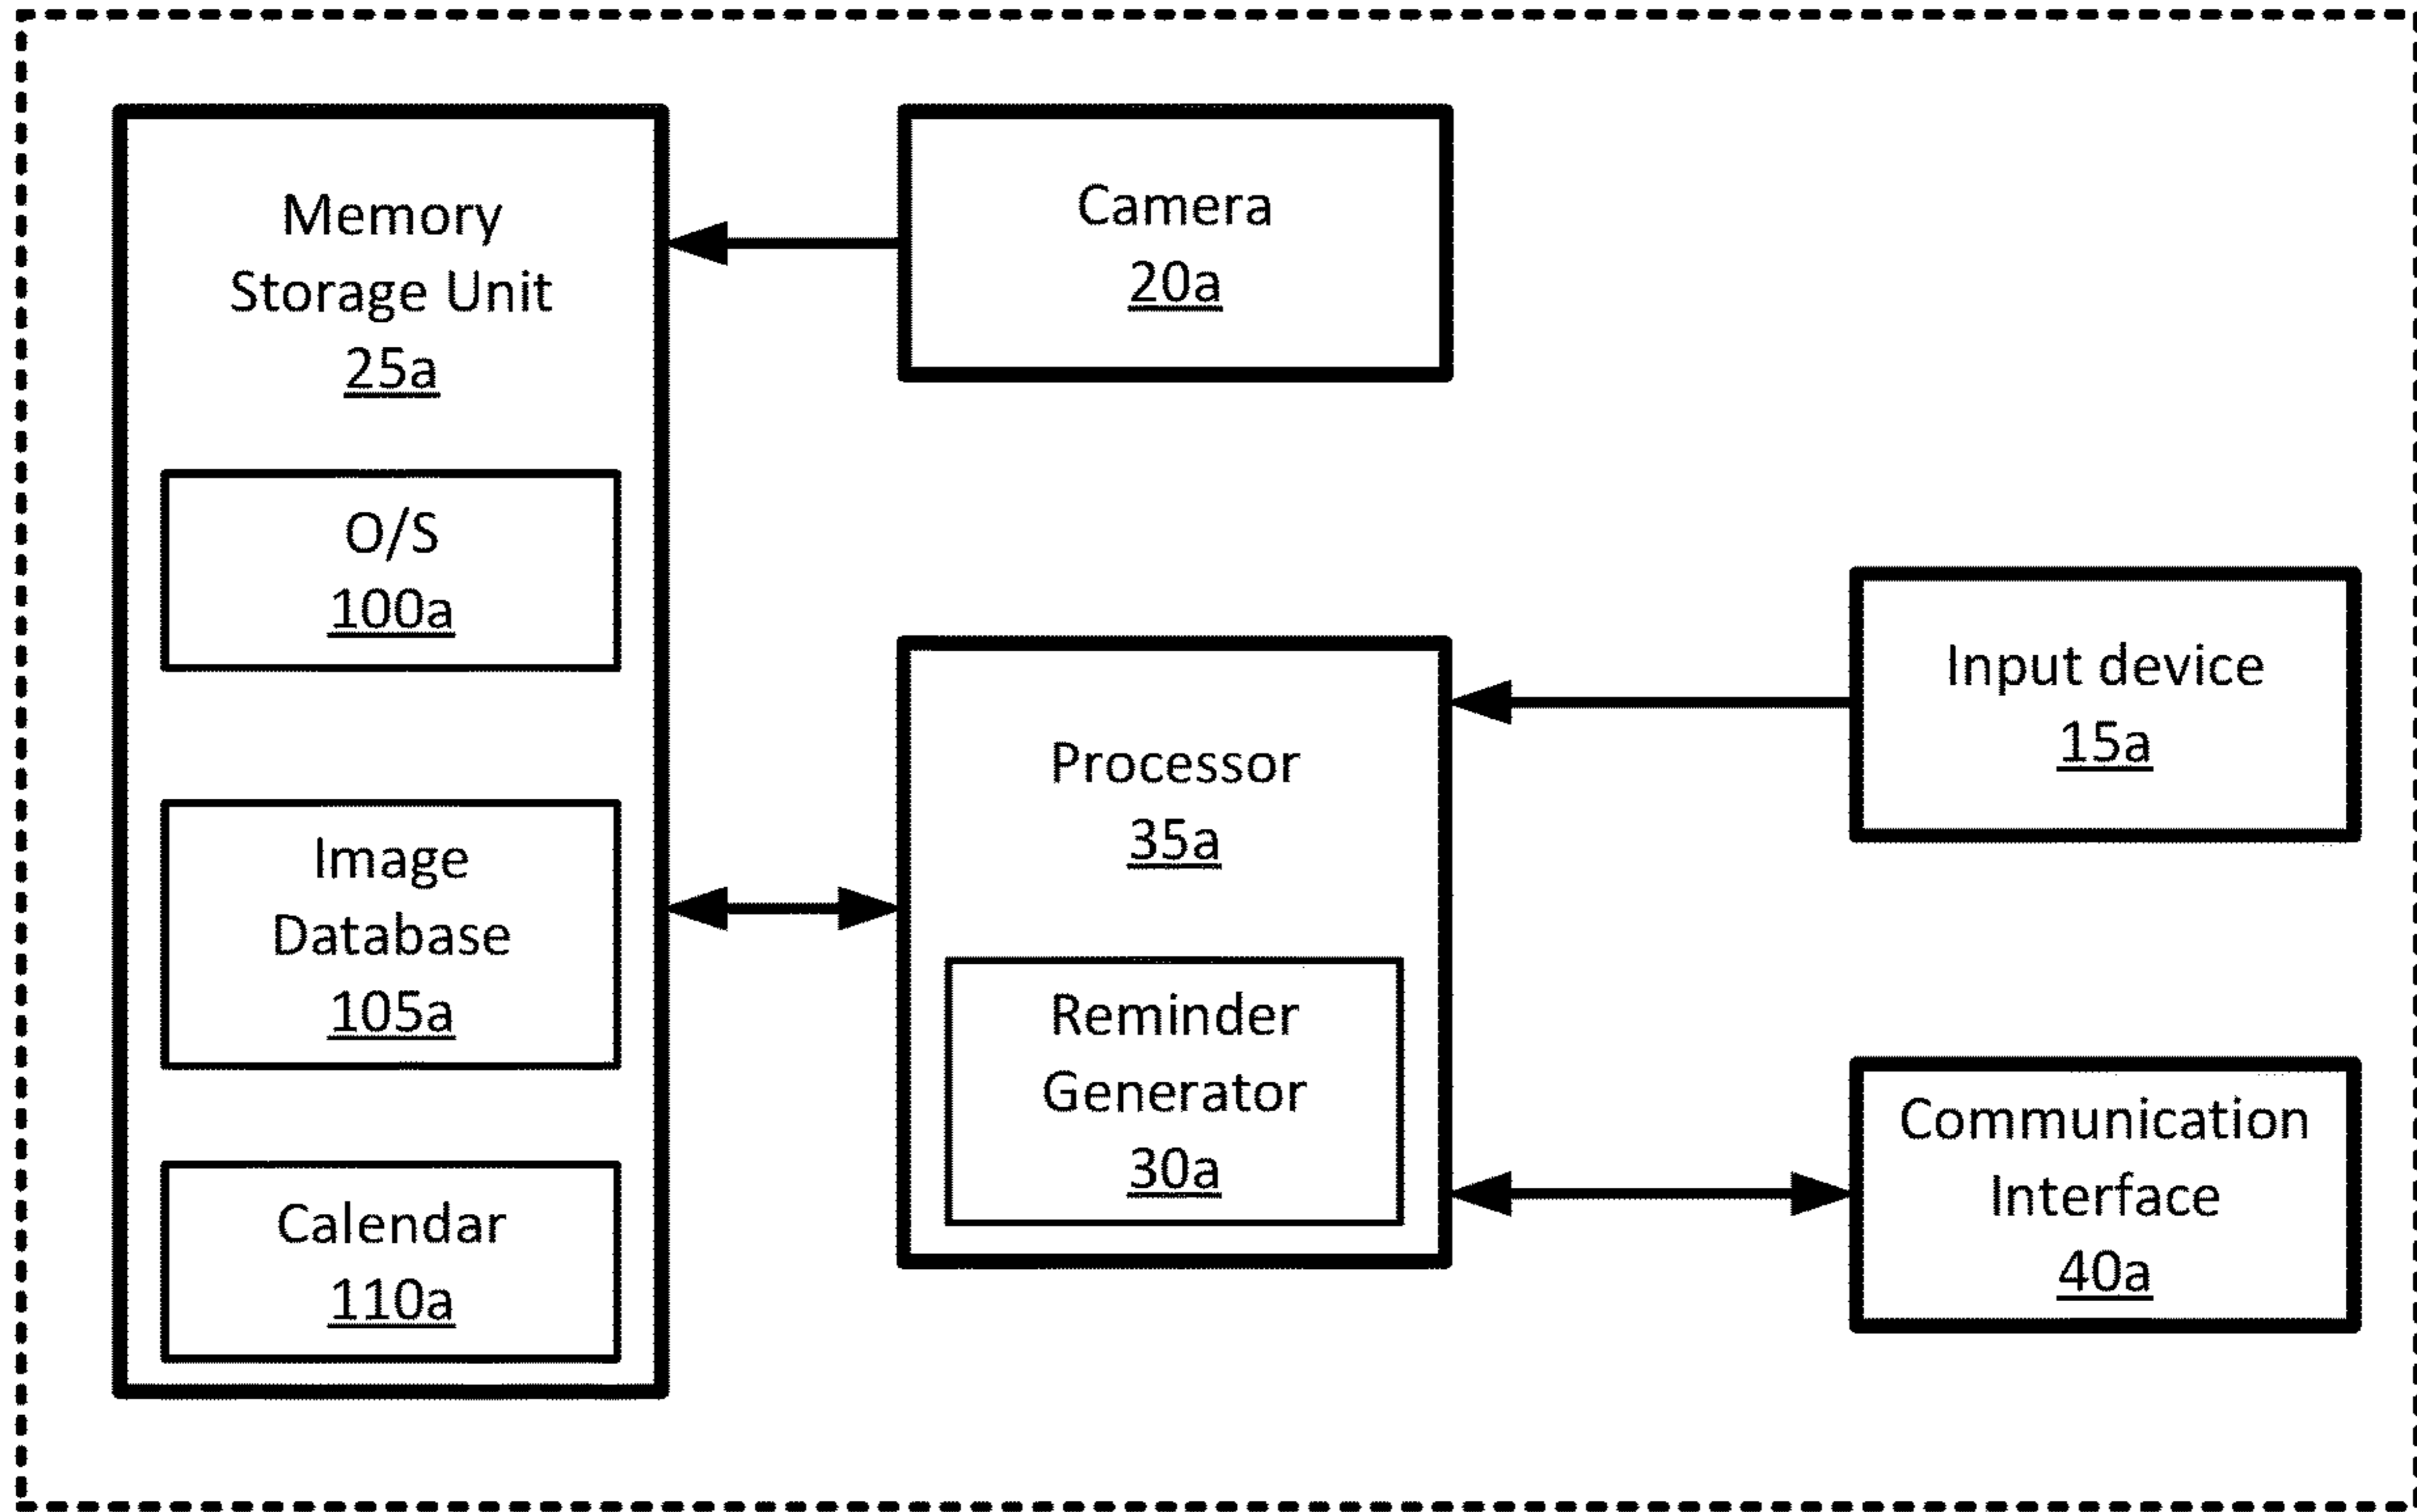 Memory
Storage Unit
25a
O/S
100a
Image
Database
105a
Calendar
110a
Camera
20a
Processor
35a
Reminder
Generator
30a
Input device
15a
Communication
Interface
40a